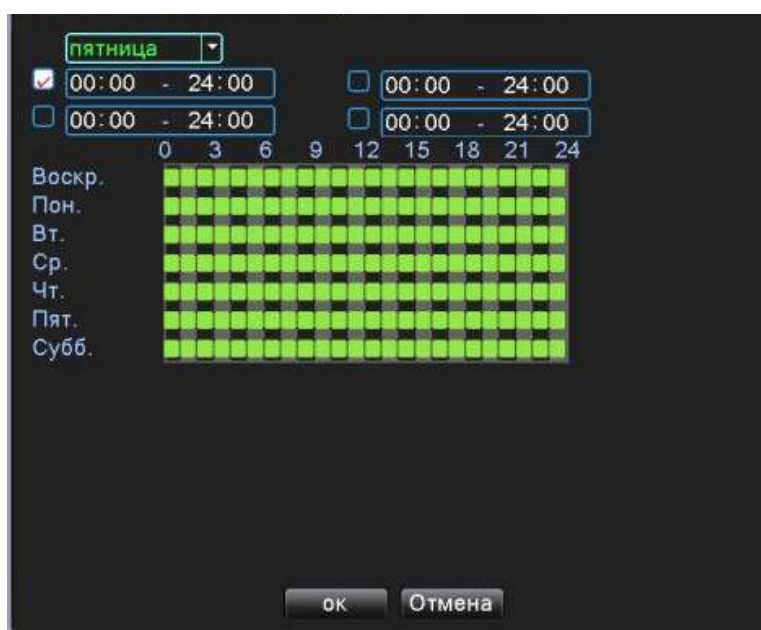 пятница
00:00 - 24:00 00:00 - 24:00
00:00 - 24:00 00:00 - 24:00
0 3 6 9 12 15 18 21 24
Воскр.
Пон.
Вт.
Ср.
Чт.
Пят.
Субб.
ок Отмена